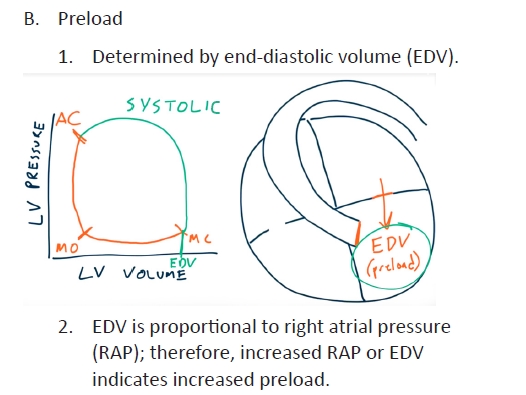 B. Preload
1. Determined by end-diastolic volume (EDV).
SYSTOLIC
AC
LV PRESSURE
MO
MC
EDV
LV VOLUME
EDV
(preload)
2. EDV is proportional to right atrial pressure
(RAP); therefore, increased RAP or EDV
indicates increased preload.